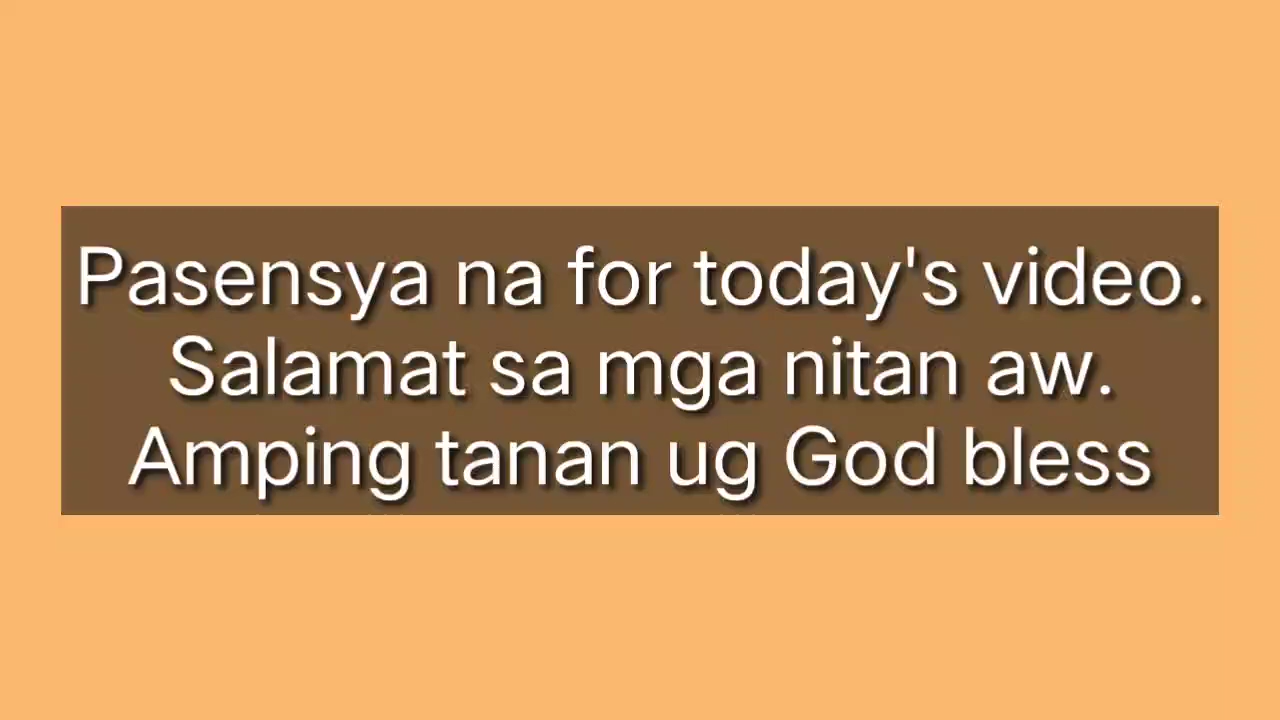 Pasensya na for today's video.
Salamat sa mga nitan aw.
Amping tanan ug God bless